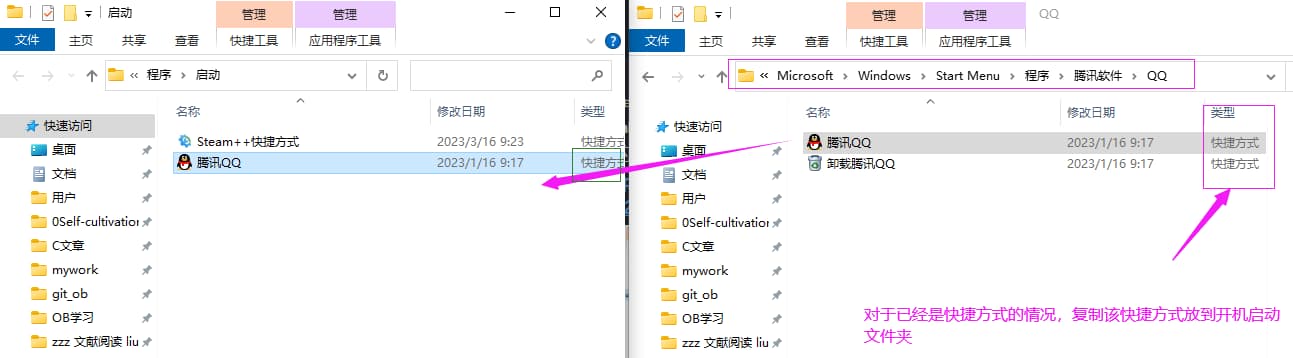 启动
管理
管理
文件
主页
共享
查看
快捷工具
应用程序工具
« 程序 > 启动
名称
修改日期
类型
快速访问
桌面
文档
用户
0Self-cultivation
C文章
mywork
git_ob
OB学习
zzz 文献阅读 liu
Steam++快捷方式 2023/3/16 9:23 快捷方式
腾讯QQ 2023/1/16 9:17 快捷方式
管理
管理
QQ
文件
主页
共享
查看
快捷工具
应用程序工具
« Microsoft > Windows > Start Menu > 程序 > 腾讯软件 > QQ
名称
修改日期
类型
快速访问
桌面
文档
用户
0Self-cultivation
C文章
mywork
git_ob
OB学习
zzz 文献阅读 liu
腾讯QQ 2023/1/16 9:17 快捷方式
卸载腾讯QQ 2023/1/16 9:17 快捷方式
对于已经是快捷方式的情况，复制该快捷方式放到开机启动
文件夹